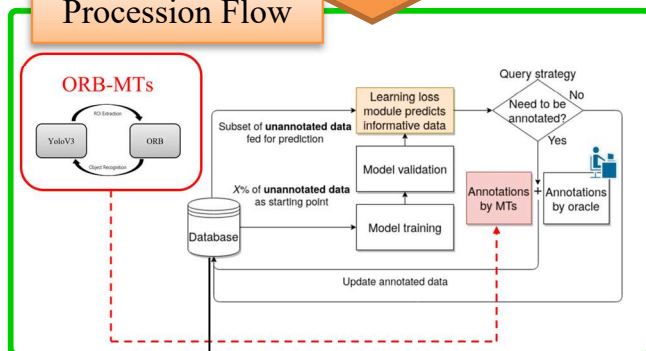 Procession Flow
ORB-MTs
ROI Extraction
YoloV3
ORB
Object Recognition
Subset of unannotated data
fed for prediction
X% of unannotated data
as starting point
Database
Learning loss
module predicts
informative data
Model validation
Model training
Query strategy
Need to be
annotated?
No
Yes
Annotations
by MTs
+
Annotations
by oracle
Update annotated data